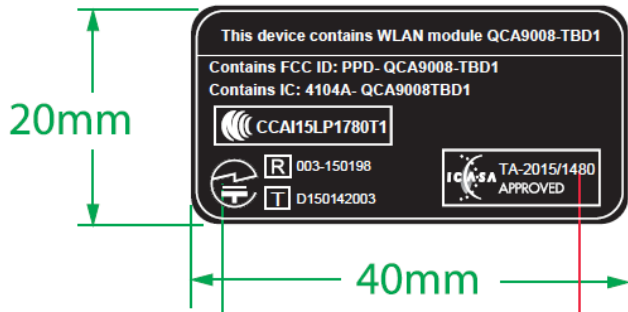 This device contains WLAN module QCA9008-TBD1
Contains FCC ID: PPD- QCA9008-TBD1
Contains IC: 4104A- QCA9008TBD1
20mm
CCAI15LP1780T1
R 003-150198
T D150142003
ICASA TA-2015/1480
APPROVED
40mm